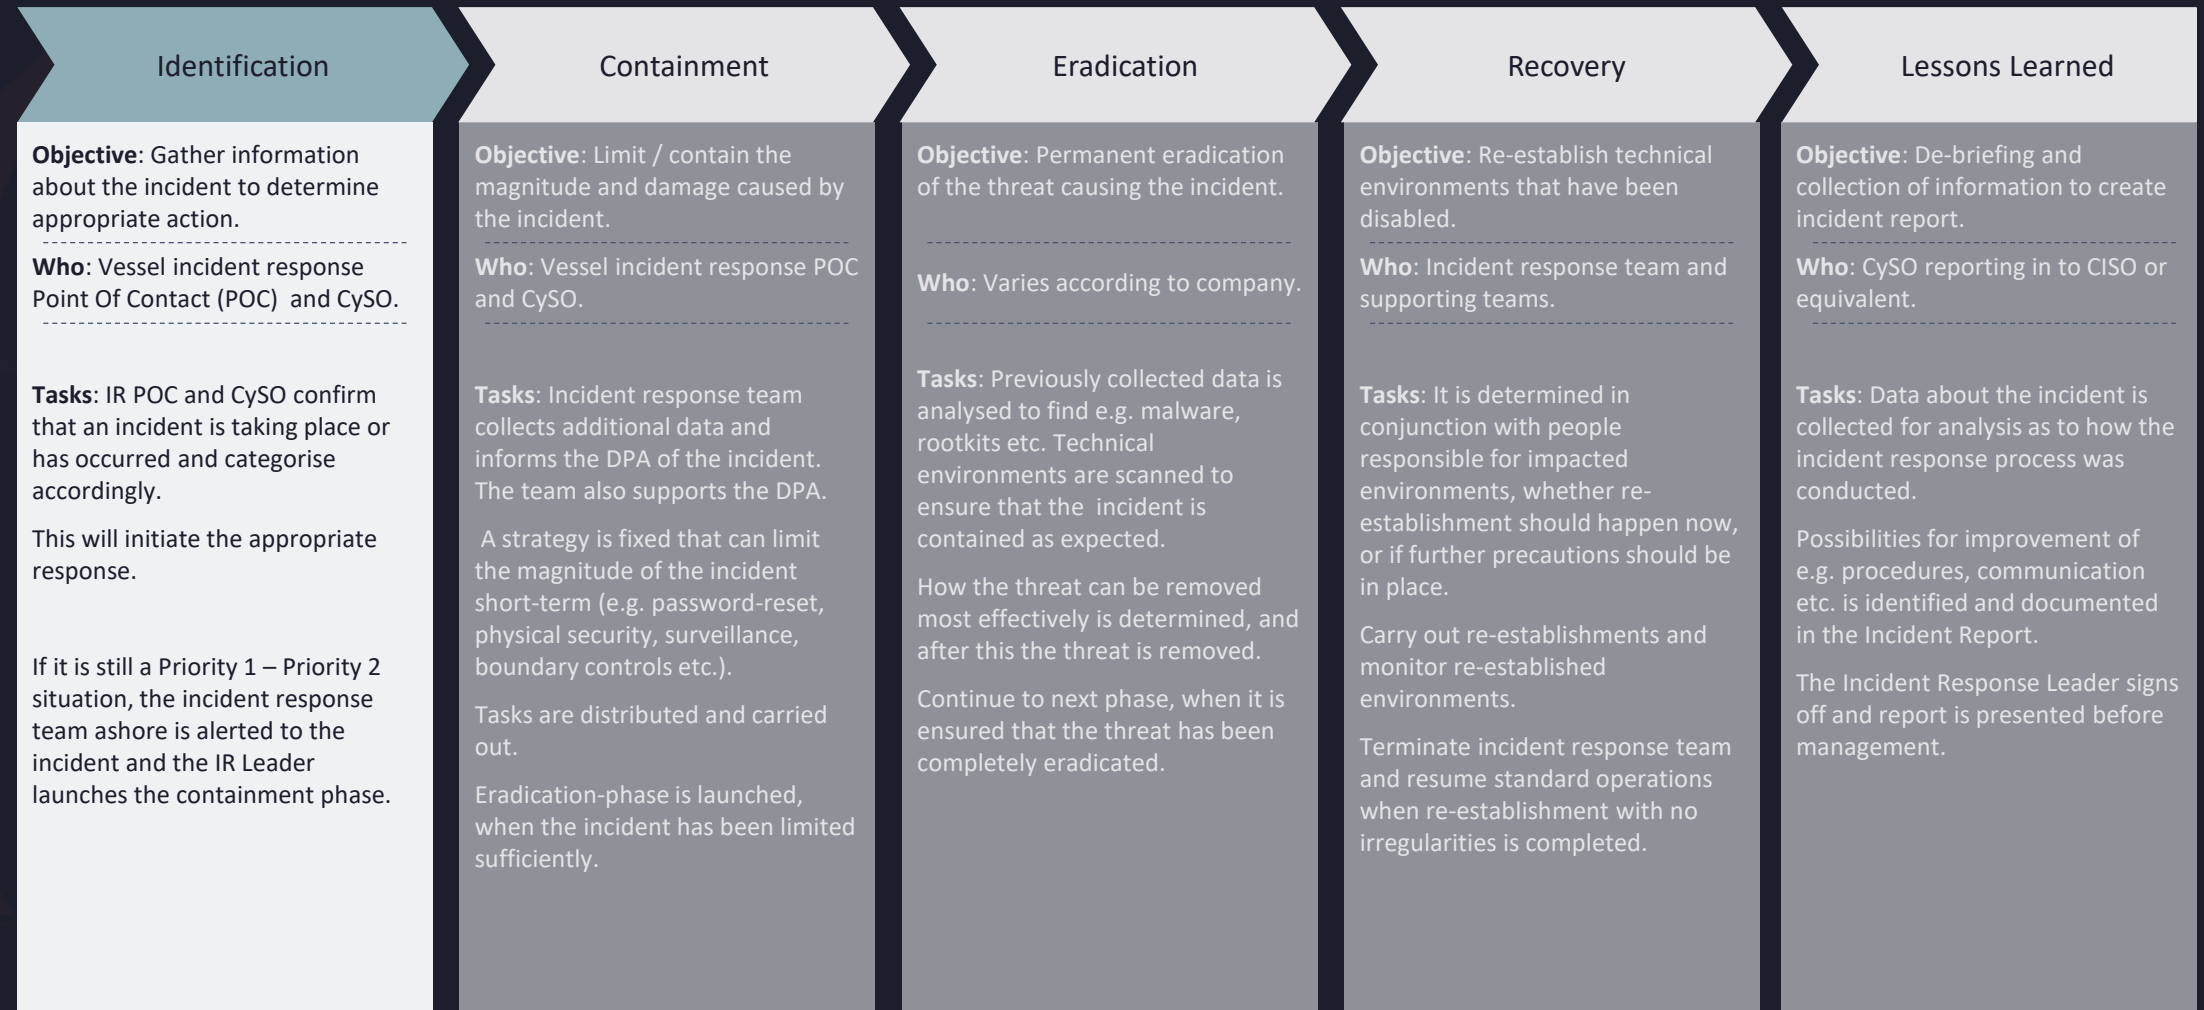 Identification
Objective: Gather information
about the incident to determine
appropriate action.
Who: Vessel incident response
Point Of Contact (POC)  and CySO.
Tasks: IR POC and CySO confirm
that an incident is taking place or
has occurred and categorise
accordingly.
This will initiate the appropriate
response.
If it is still a Priority 1 – Priority 2
situation, the incident response
team ashore is alerted to the
incident and the IR Leader
launches the containment phase.
Containment
Objective: Limit / contain the
magnitude and damage caused by
the incident.
Who: Vessel incident response POC
and CySO.
Tasks: Incident response team
collects additional data and
informs the DPA of the incident.
The team also supports the DPA.
A strategy is fixed that can limit
the magnitude of the incident
short-term (e.g. password-reset,
physical security, surveillance,
boundary controls etc.).
Tasks are distributed and carried
out.
Eradication-phase is launched,
when the incident has been limited
sufficiently.
Eradication
Objective: Permanent eradication
of the threat causing the incident.
Who: Varies according to company.
Tasks: Previously collected data is
analysed to find e.g. malware,
rootkits etc. Technical
environments are scanned to
ensure that the  incident is
contained as expected.
How the threat can be removed
most effectively is determined, and
after this the threat is removed.
Continue to next phase, when it is
ensured that the threat has been
completely eradicated.
Recovery
Objective: Re-establish technical
environments that have been
disabled.
Who: Incident response team and
supporting teams.
Tasks: It is determined in
conjunction with people
responsible for impacted
environments, whether re-
establishment should happen now,
or if further precautions should be
in place.
Carry out re-establishments and
monitor re-established
environments.
Terminate incident response team
and resume standard operations
when re-establishment with no
irregularities is completed.
Lessons Learned
Objective: De-briefing and
collection of information to create
incident report.
Who: CySO reporting in to CISO or
equivalent.
Tasks: Data about the incident is
collected for analysis as to how the
incident response process was
conducted.
Possibilities for improvement of
e.g. procedures, communication
etc. is identified and documented
in the Incident Report.
The Incident Response Leader signs
off and report is presented before
management.